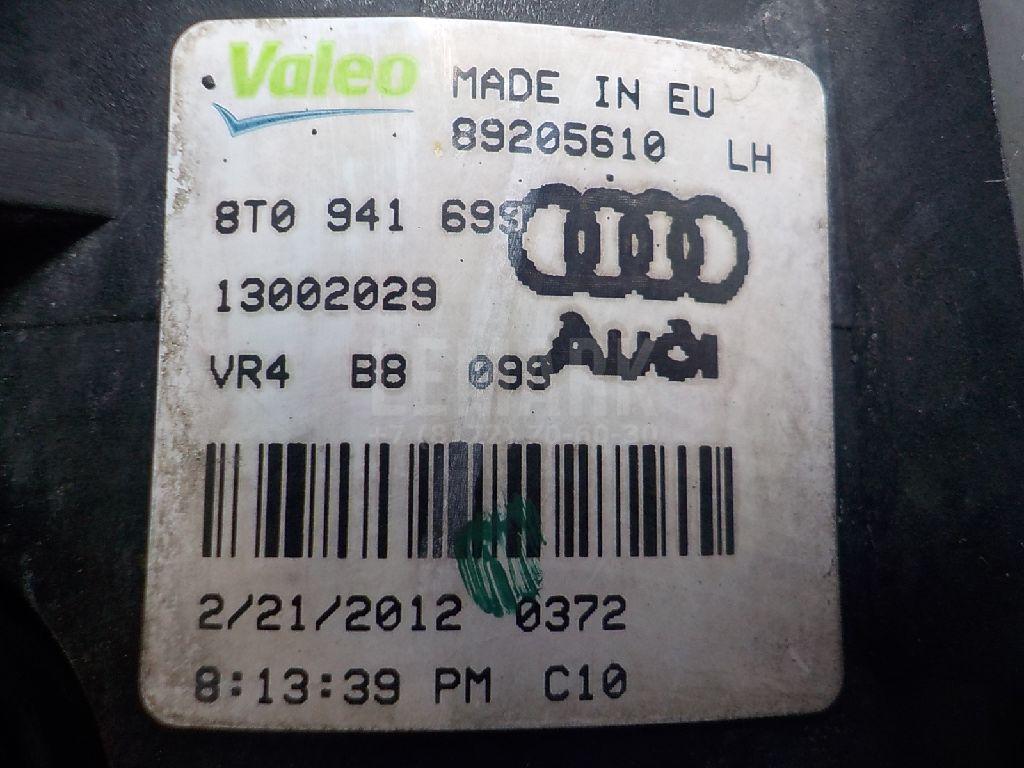 Valeo
MADE IN EU
89205610 LH
8T0 941 699
13002029
AUDI
VR4 B8 099
2/21/2012 0372
8:13:39 PM C10